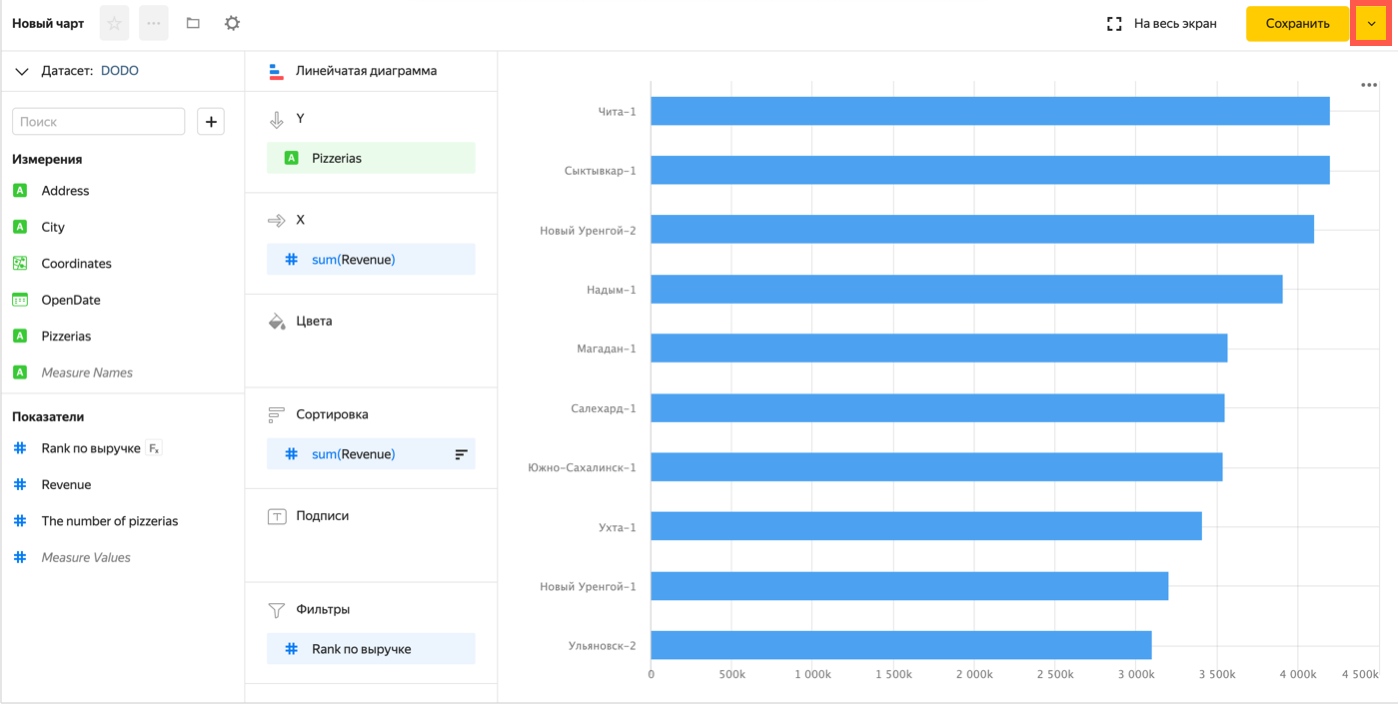 Новый чарт
На весь экран
Сохранить
Датасет: DODO
Поиск
Измерения
A Address
A City
Coordinates
OpenDate
A Pizzerias
A Measure Names
Показатели
# Rank по выручке Fx
# Revenue
# The number of pizzerias
# Measure Values
Линейчатая диаграмма
Y
A Pizzerias
X
# sum(Revenue)
Цвета
Сортировка
# sum(Revenue)
T Подписи
Фильтры
# Rank по выручке
Чита-1
Сыктывкар-1
Новый Уренгой-2
Надым-1
Магадан-1
Салехард-1
Южно-Сахалинск-1
Ухта-1
Новый Уренгой-1
Ульяновск-2
0 500k 1 000k 1 500k 2 000k 2 500k 3 000k 3 500k 4 000k 4 500k